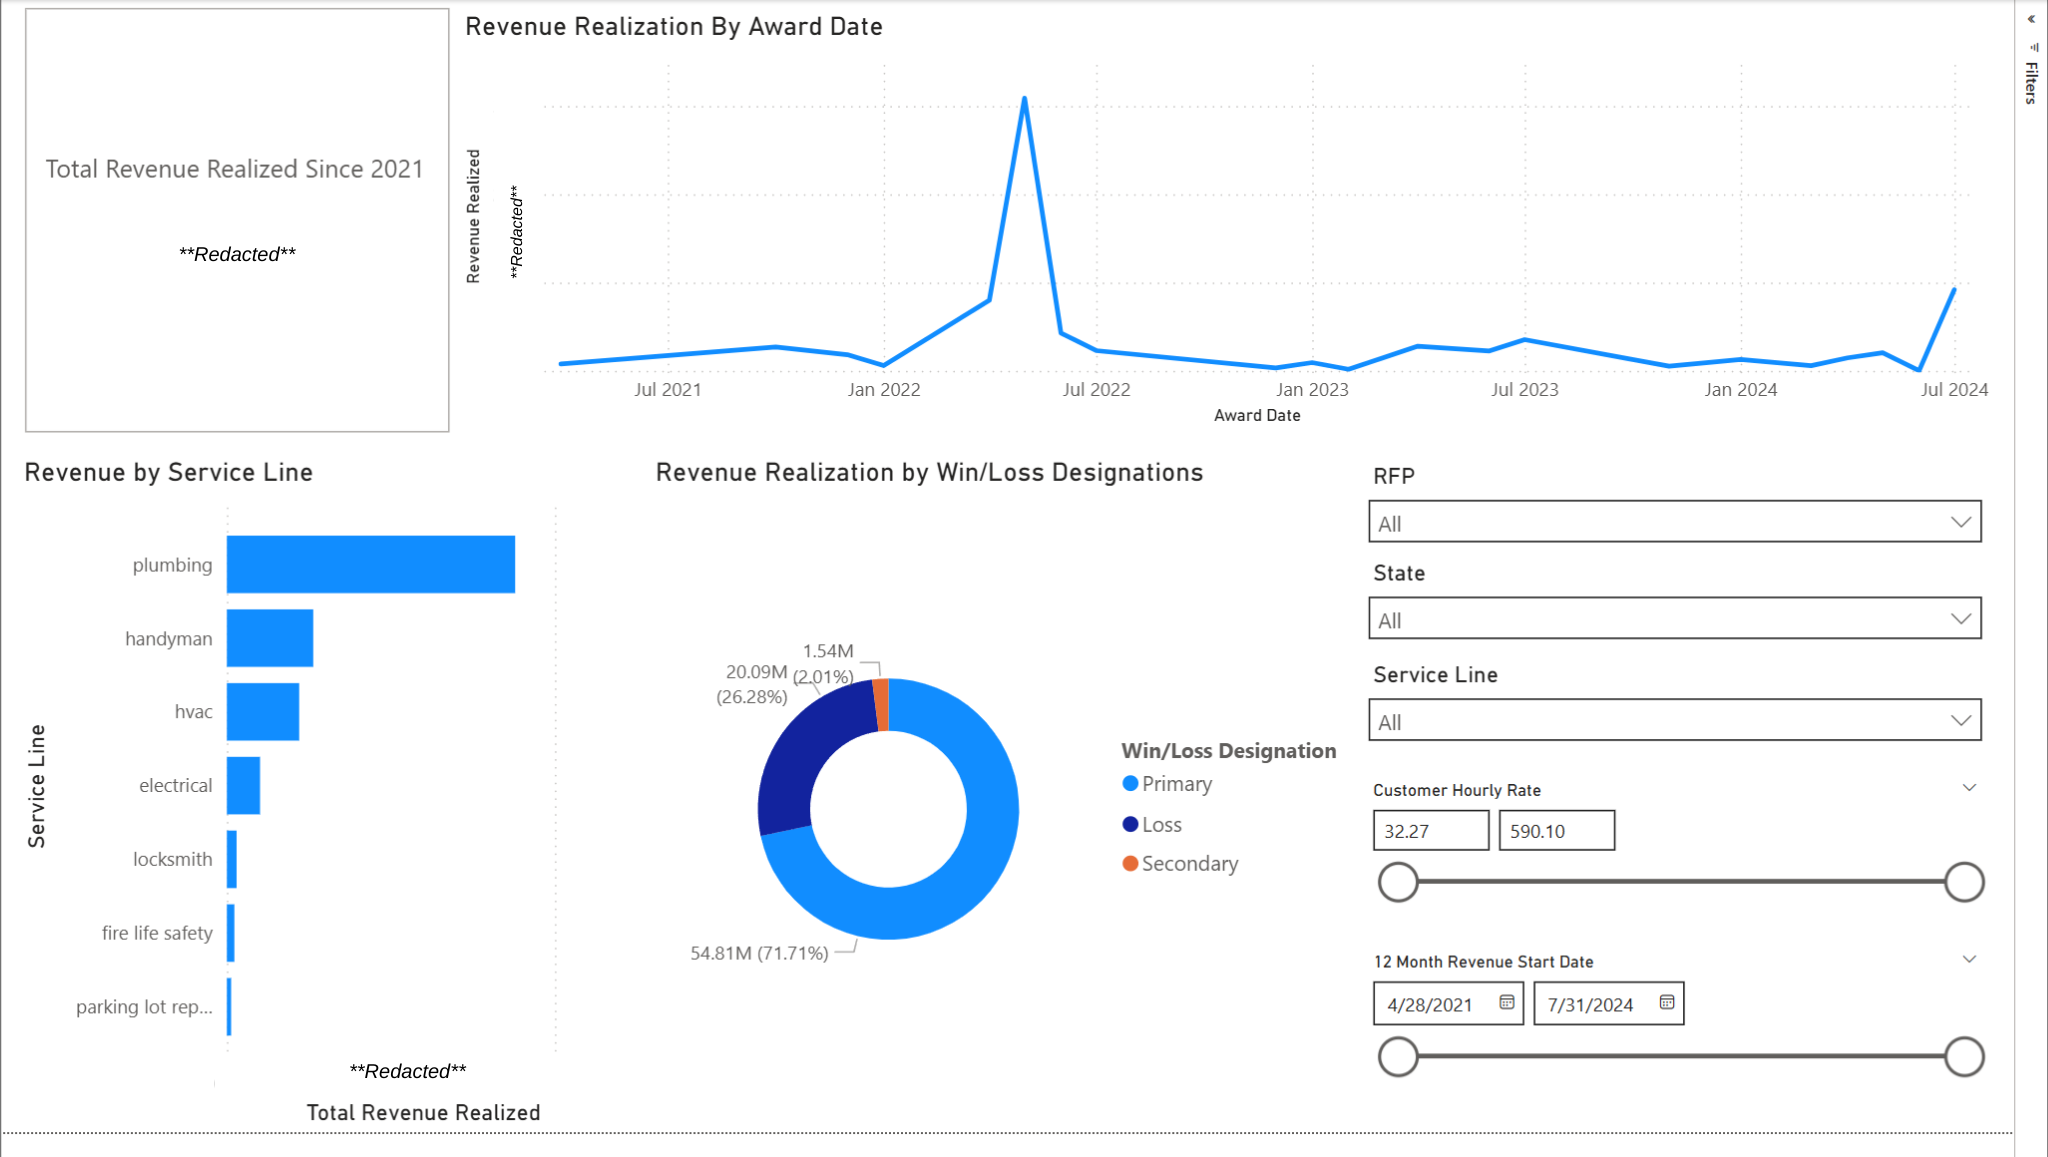 Total Revenue Realized Since 2021
**Redacted**
Revenue Realization By Award Date
Revenue Realized
**Redacted**
Jul 2021
Jan 2022
Jul 2022
Jan 2023
Jul 2023
Jan 2024
Jul 2024
Award Date
Filters
Revenue by Service Line
Service Line
plumbing
handyman
hvac
electrical
locksmith
fire life safety
parking lot rep...
**Redacted**
Total Revenue Realized
Revenue Realization by Win/Loss Designations
1.54M
(2.01%)
20.09M
(26.28%)
54.81M (71.71%)
Win/Loss Designation
Primary
Loss
Secondary
RFP
All
State
All
Service Line
All
Customer Hourly Rate
32.27
590.10
12 Month Revenue Start Date
4/28/2021
7/31/2024